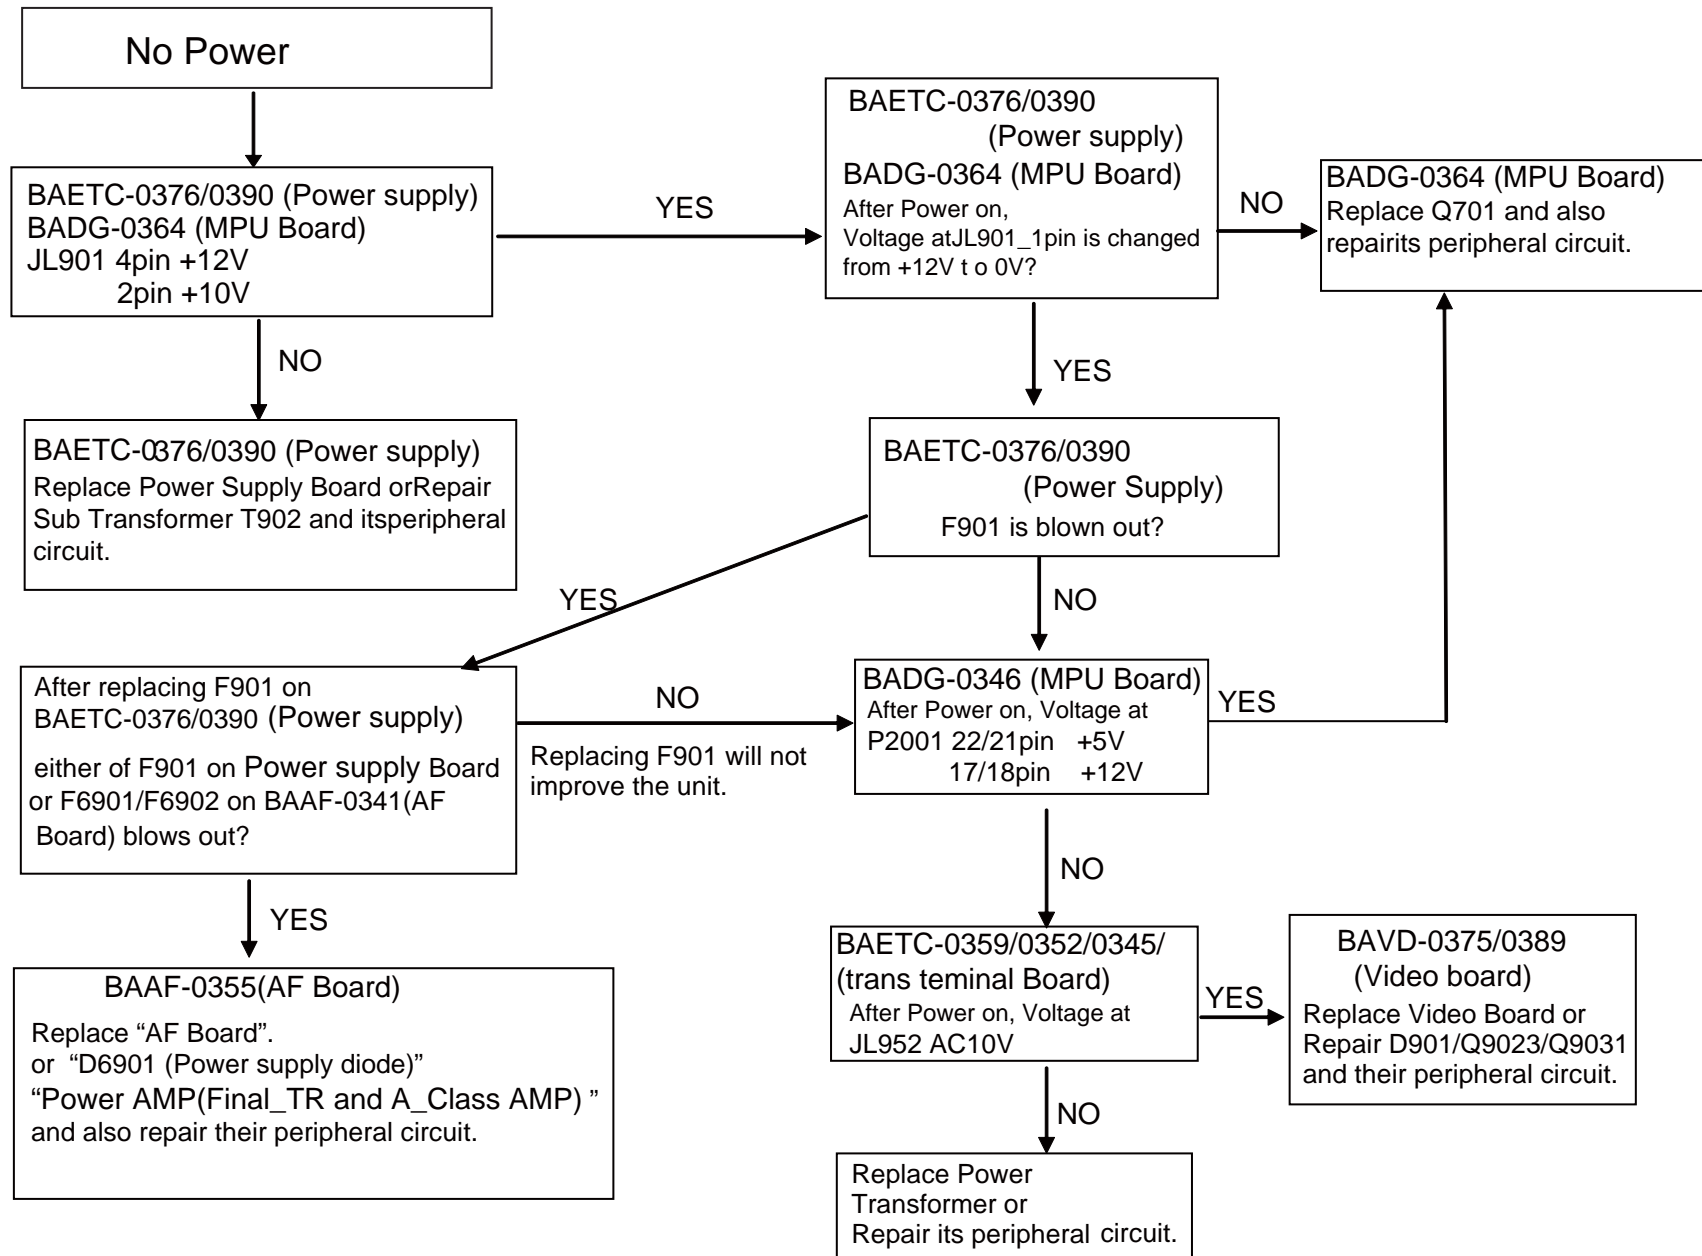 No Power
BAETC-0376/0390 (Power supply)
BADG-0364 (MPU Board)
JL901 4pin +12V
2pin +10V
YES
BAETC-0376/0390
(Power supply)
BADG-0364 (MPU Board)
After Power on,
Voltage atJL901_1pin is changed
from +12V t o 0V?
NO
BADG-0364 (MPU Board)
Replace Q701 and also
repairits peripheral circuit.
NO
BAETC-0376/0390 (Power supply)
Replace Power Supply Board orRepair
Sub Transformer T902 and itsperipheral
circuit.
YES
BAETC-0376/0390
(Power Supply)
F901 is blown out?
YES
NO
After replacing F901 on
BAETC-0376/0390 (Power supply)
either of F901 on Power supply Board
or F6901/F6902 on BAAF-0341(AF
Board) blows out?
NO
Replacing F901 will not
improve the unit.
BADG-0346 (MPU Board)
After Power on, Voltage at
P2001 22/21pin +5V
17/18pin +12V
YES
YES
BAAF-0355(AF Board)
Replace “AF Board”.
or “D6901 (Power supply diode)”
“Power AMP(Final_TR and A_Class AMP) ”
and also repair their peripheral circuit.
NO
BAETC-0359/0352/0345/
(trans teminal Board)
After Power on, Voltage at
JL952 AC10V
YES
BAVD-0375/0389
(Video board)
Replace Video Board or
Repair D901/Q9023/Q9031
and their peripheral circuit.
NO
Replace Power
Transformer or
Repair its peripheral circuit.